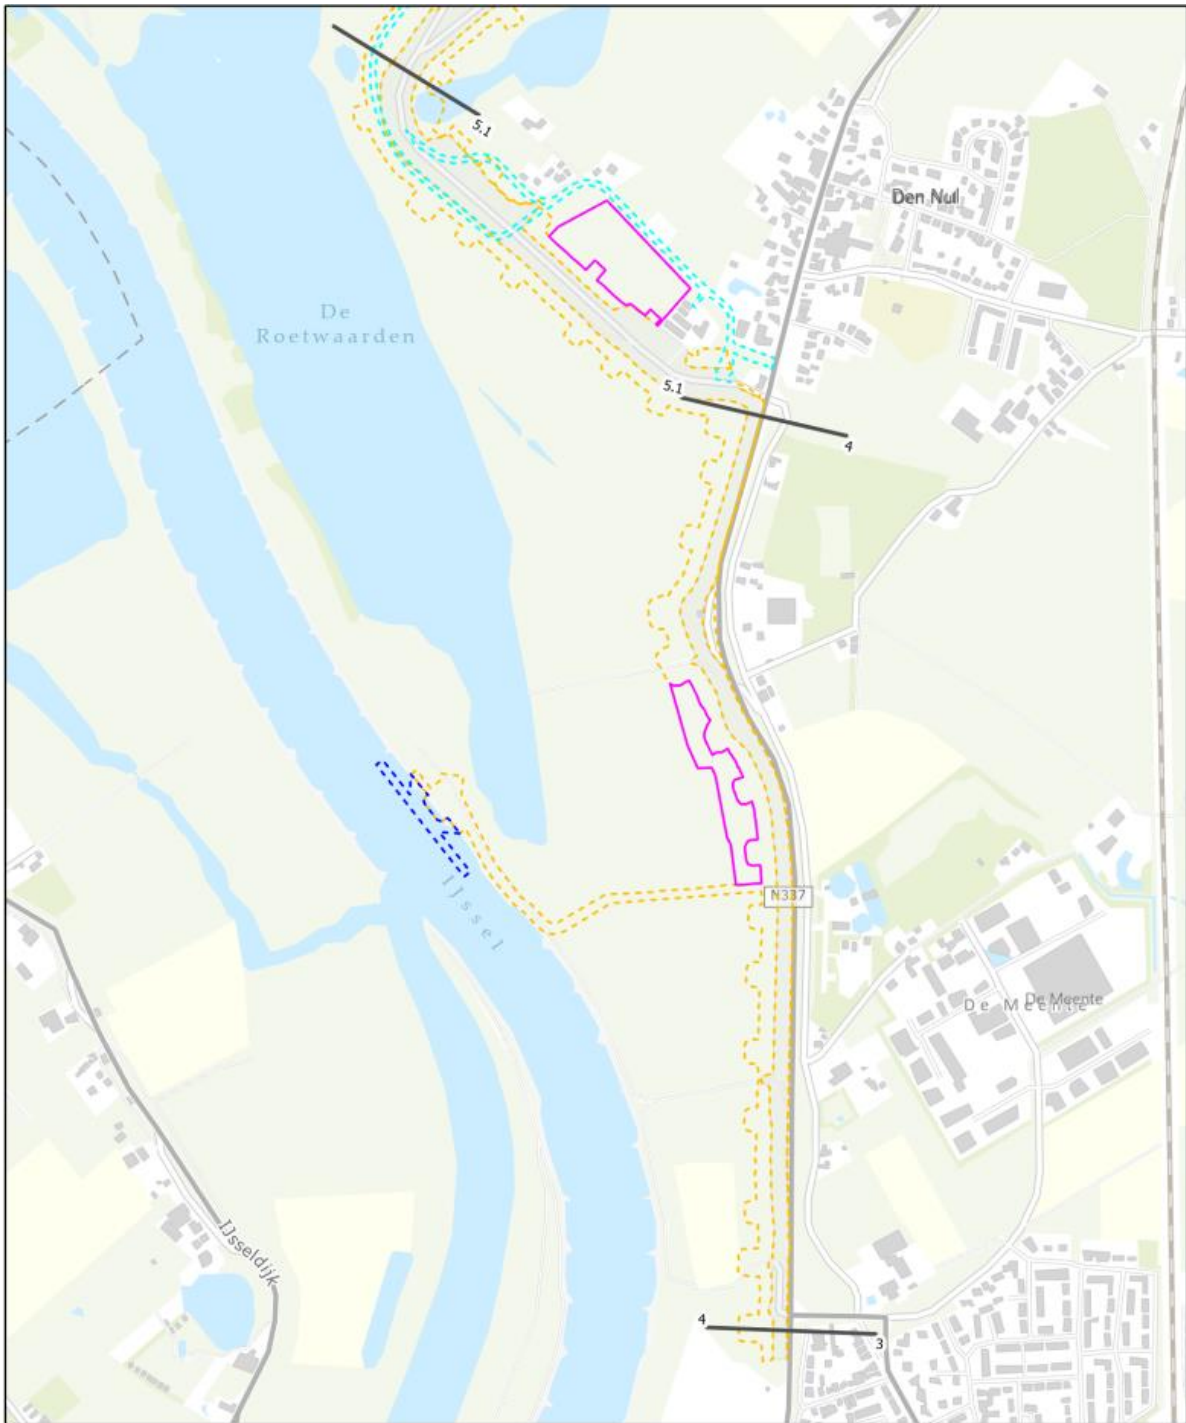 5.1
Den Nul
De
Roetwaarden
5.1
4
IJssel
N337
De Meente
De Meente
IJsseldijk
4
3